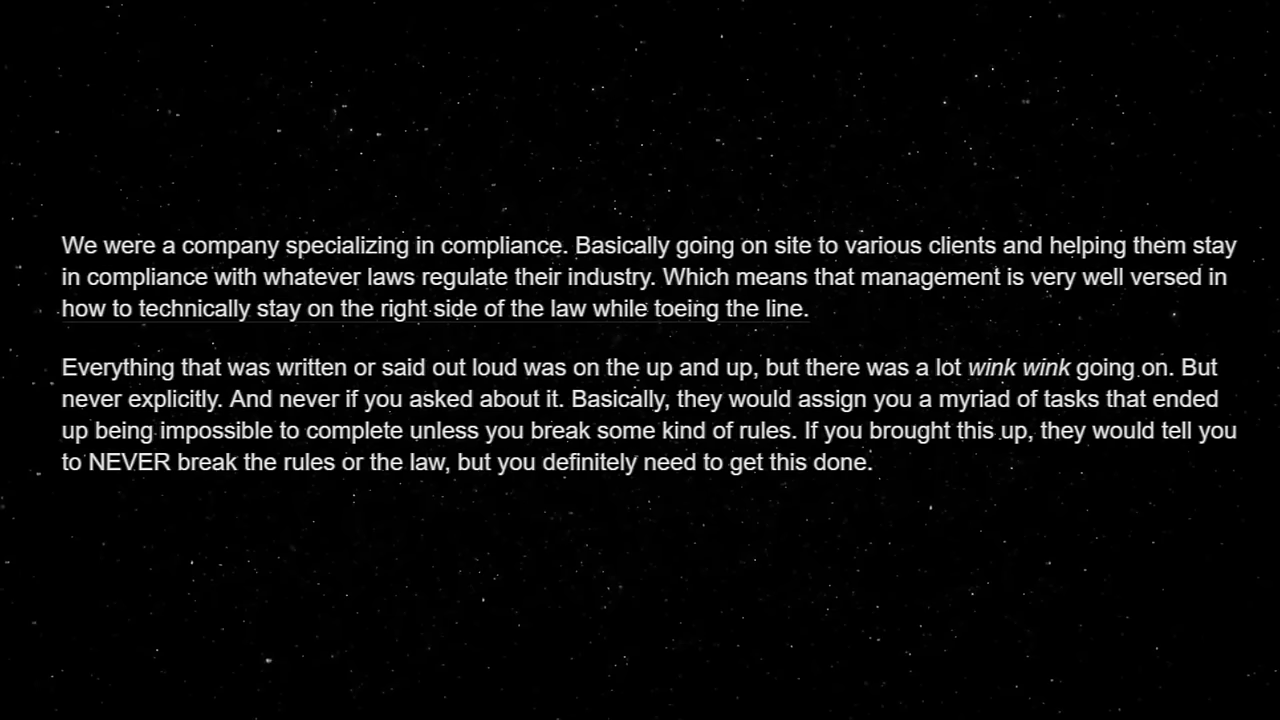 We were a company specializing in compliance. Basically going on site to various clients and helping them stay
in compliance with whatever laws regulate their industry. Which means that management is very well versed in
how to technically stay on the right side of the law while toeing the line.
Everything that was written or said out loud was on the up and up, but there was a lot wink wink going on. But
never explicitly. And never if you asked about it. Basically, they would assign you a myriad of tasks that ended
up being impossible to complete unless you break some kind of rules. If you brought this up, they would tell you
to NEVER break the rules or the law, but you definitely need to get this done.